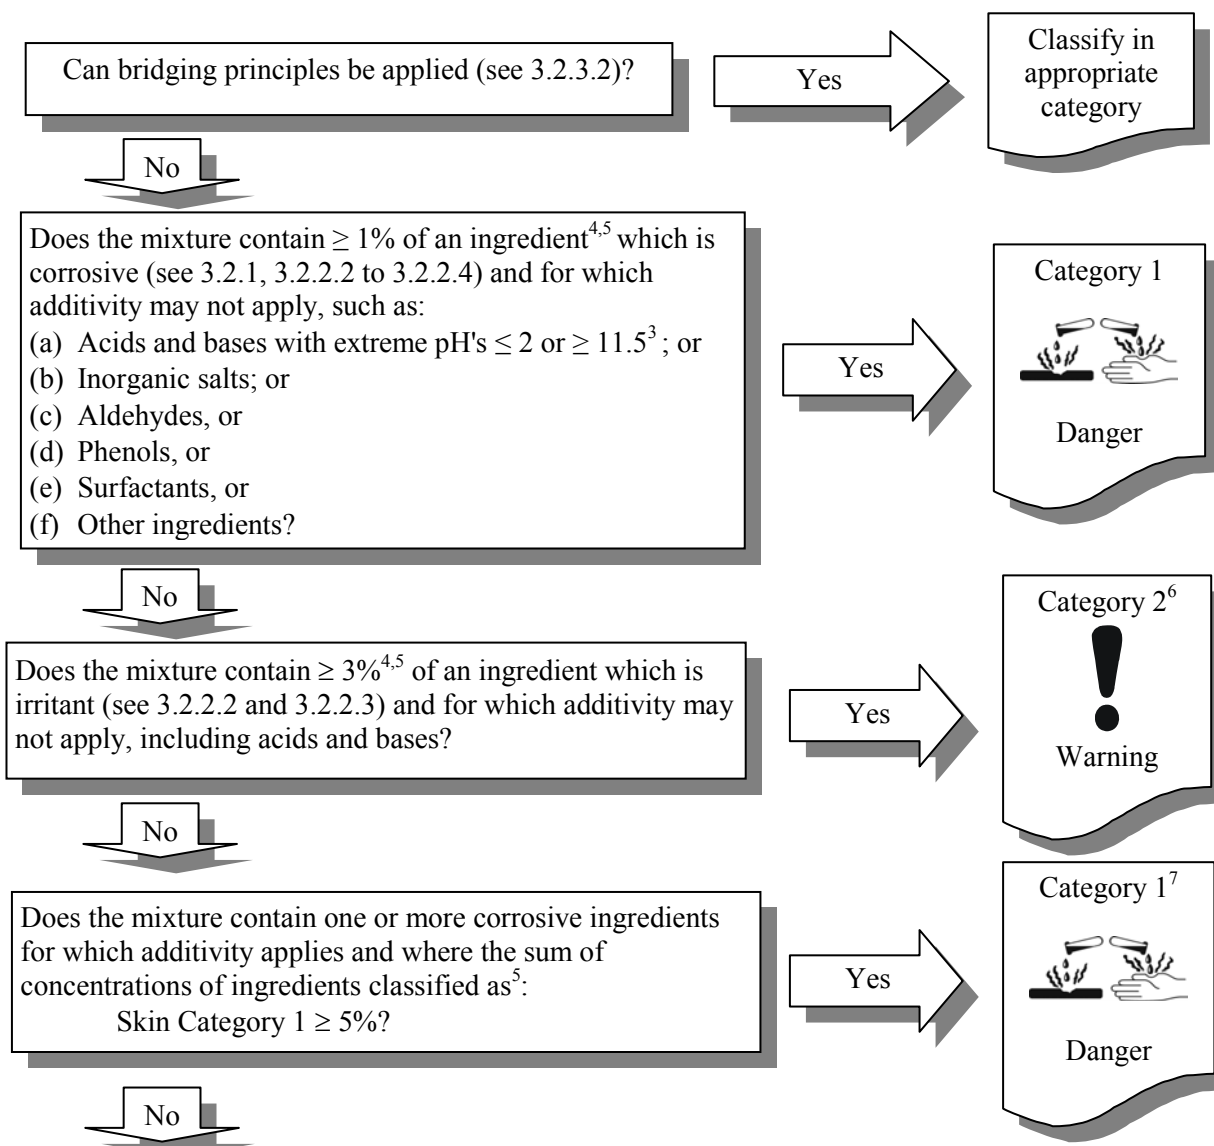 Can bridging principles be applied (see 3.2.3.2)?
Yes
Classify in
appropriate
category
No
Does the mixture contain ≥ 1% of an ingredient⁴,⁵ which is
corrosive (see 3.2.1, 3.2.2.2 to 3.2.2.4) and for which
additivity may not apply, such as:
(a) Acids and bases with extreme pH's ≤ 2 or ≥ 11.5³ ; or
(b) Inorganic salts; or
(c) Aldehydes, or
(d) Phenols, or
(e) Surfactants, or
(f) Other ingredients?
Yes
Category 1
Danger
No
Does the mixture contain ≥ 3%⁴,⁵ of an ingredient which is
irritant (see 3.2.2.2 and 3.2.2.3) and for which additivity may
not apply, including acids and bases?
Yes
Category 2⁶
Warning
No
Does the mixture contain one or more corrosive ingredients
for which additivity applies and where the sum of
concentrations of ingredients classified as⁵:
Skin Category 1 ≥ 5%?
Yes
Category 1⁷
Danger
No